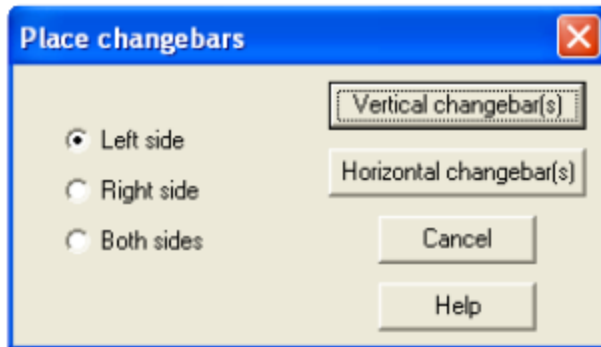 Place changebars
Left side
Right side
Both sides
Vertical changebar(s)
Horizontal changebar(s)
Cancel
Help